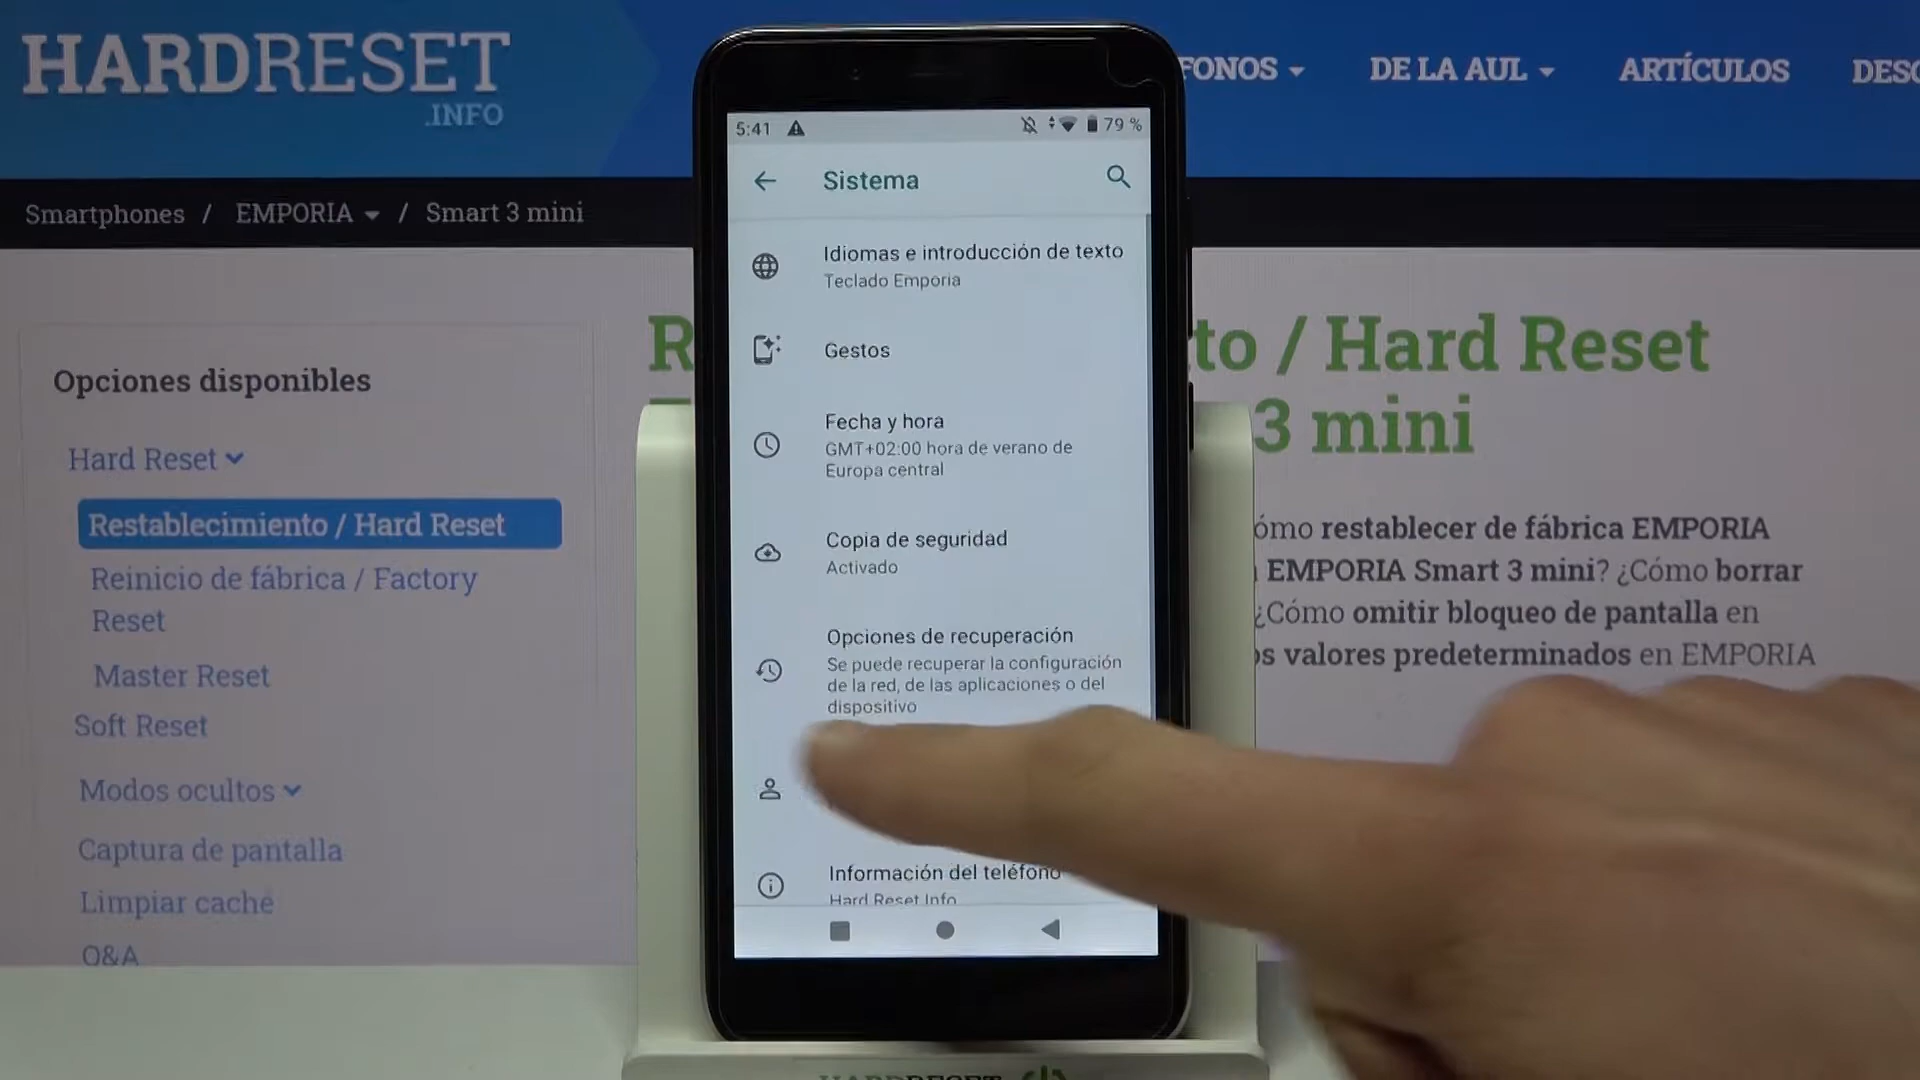 HARDRESET
.INFO
FONOS
DE LA AUL
ARTÍCULOS
DESC
Smartphones / EMPORIA / Smart 3 mini
Opciones disponibles
Hard Reset
Restablecimiento / Hard Reset
Reinicio de fábrica / Factory
Reset
Master Reset
Soft Reset
Modos ocultos
Captura de pantalla
Limpiar caché
Q&A
5:41
79 %
Sistema
Idiomas e introducción de texto
Teclado Emporia
Gestos
Fecha y hora
GMT+02:00 hora de verano de
Europa central
Copia de seguridad
Activado
Opciones de recuperación
Se puede recuperar la configuración
de la red, de las aplicaciones o del
dispositivo
Información del teléfono
Hard Reset Info
R to / Hard Reset
3 mini
ómo restablecer de fábrica EMPORIA
EMPORIA Smart 3 mini? ¿Cómo borrar
¿Cómo omitir bloqueo de pantalla en
os valores predeterminados en EMPORIA
HARDRESET